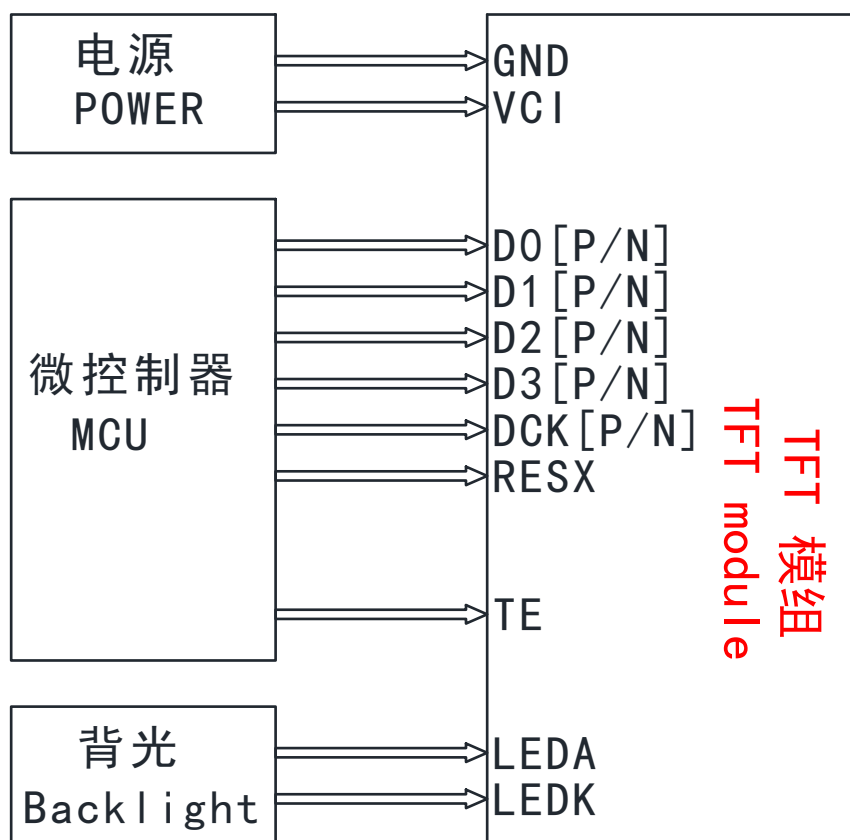 电源
POWER
GND
VCI
微控制器
MCU
D0[P/N]
D1[P/N]
D2[P/N]
D3[P/N]
DCK[P/N]
RESX
TE
TFT 模组
TFT module
背光
Backlight
LEDA
LEDK